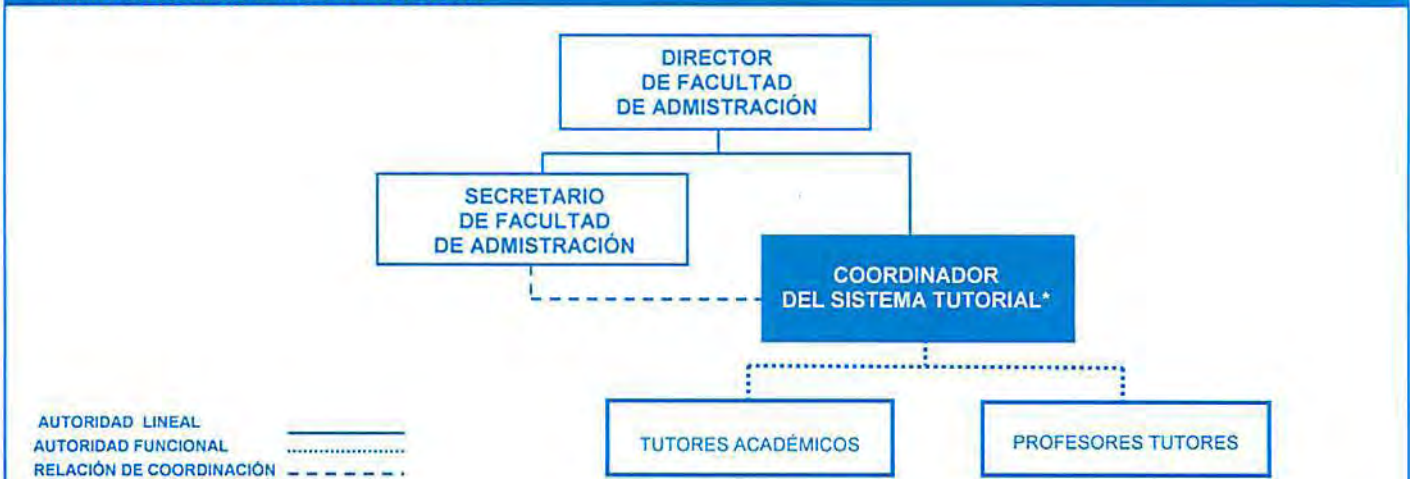 DIRECTOR
DE FACULTAD
DE ADMISTRACIÓN
SECRETARIO
DE FACULTAD
DE ADMISTRACIÓN
COORDINADOR
DEL SISTEMA TUTORIAL*
TUTORES ACADÉMICOS
PROFESORES TUTORES
AUTORIDAD LINEAL
AUTORIDAD FUNCIONAL
RELACIÓN DE COORDINACIÓN